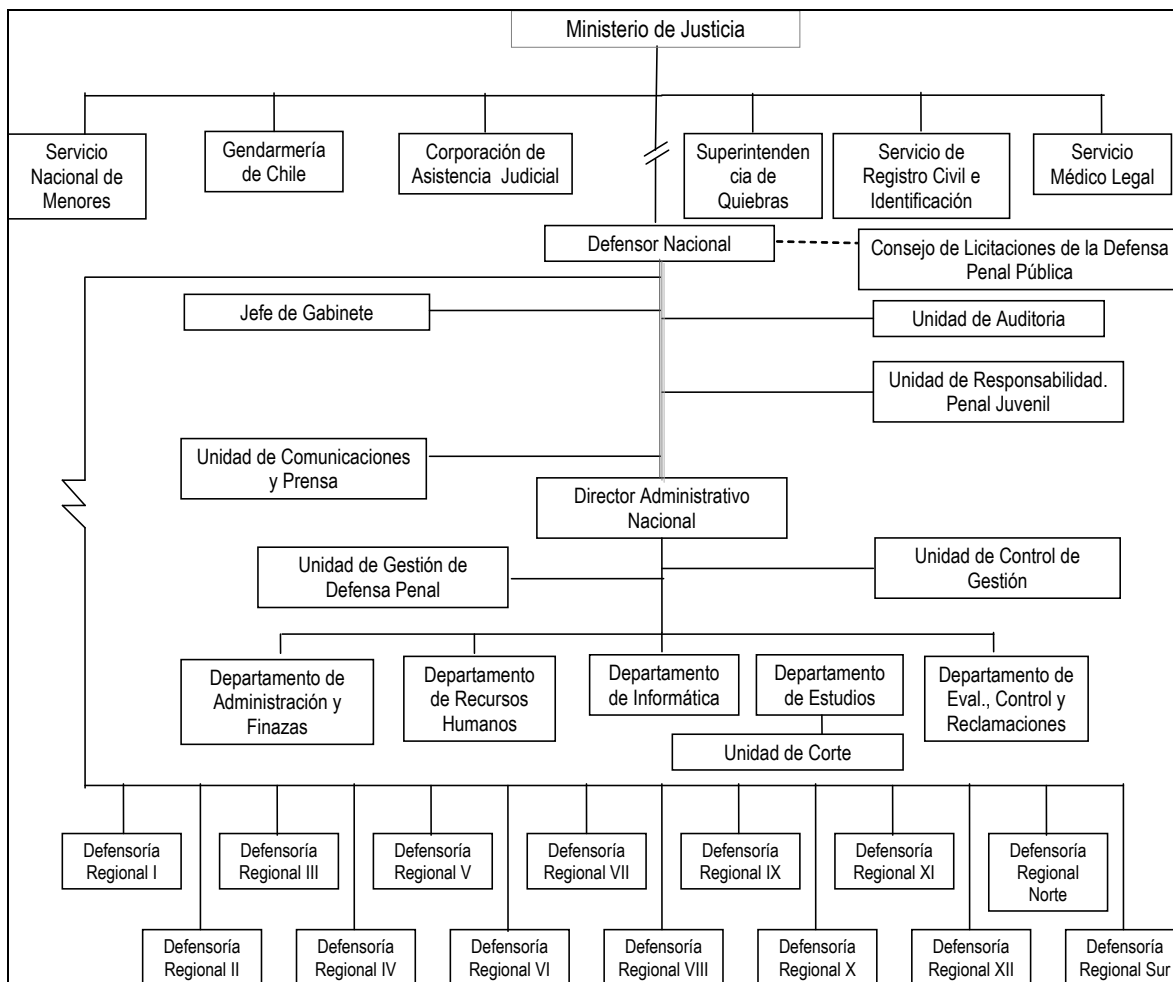 Ministerio de Justicia
Servicio
Nacional de
Menores
Gendarmería
de Chile
Corporación de
Asistencia Judicial
Superintenden
cia de
Quiebras
Servicio de
Registro Civil e
Identificación
Servicio
Médico Legal
Defensor Nacional
Consejo de Licitaciones de la Defensa
Penal Pública
Jefe de Gabinete
Unidad de Auditoria
Unidad de Responsabilidad.
Penal Juvenil
Unidad de Comunicaciones
y Prensa
Director Administrativo
Nacional
Unidad de Gestión de
Defensa Penal
Unidad de Control de
Gestión
Departamento de
Administración y
Finazas
Departamento
de Recursos
Humanos
Departamento
de Informática
Departamento
de Estudios
Departamento de
Eval., Control y
Reclamaciones
Unidad de Corte
Defensoría
Regional I
Defensoría
Regional III
Defensoría
Regional V
Defensoría
Regional VII
Defensoría
Regional IX
Defensoría
Regional XI
Defensoría
Regional
Norte
Defensoría
Regional II
Defensoría
Regional IV
Defensoría
Regional VI
Defensoría
Regional VIII
Defensoría
Regional X
Defensoría
Regional XII
Defensoría
Regional Sur